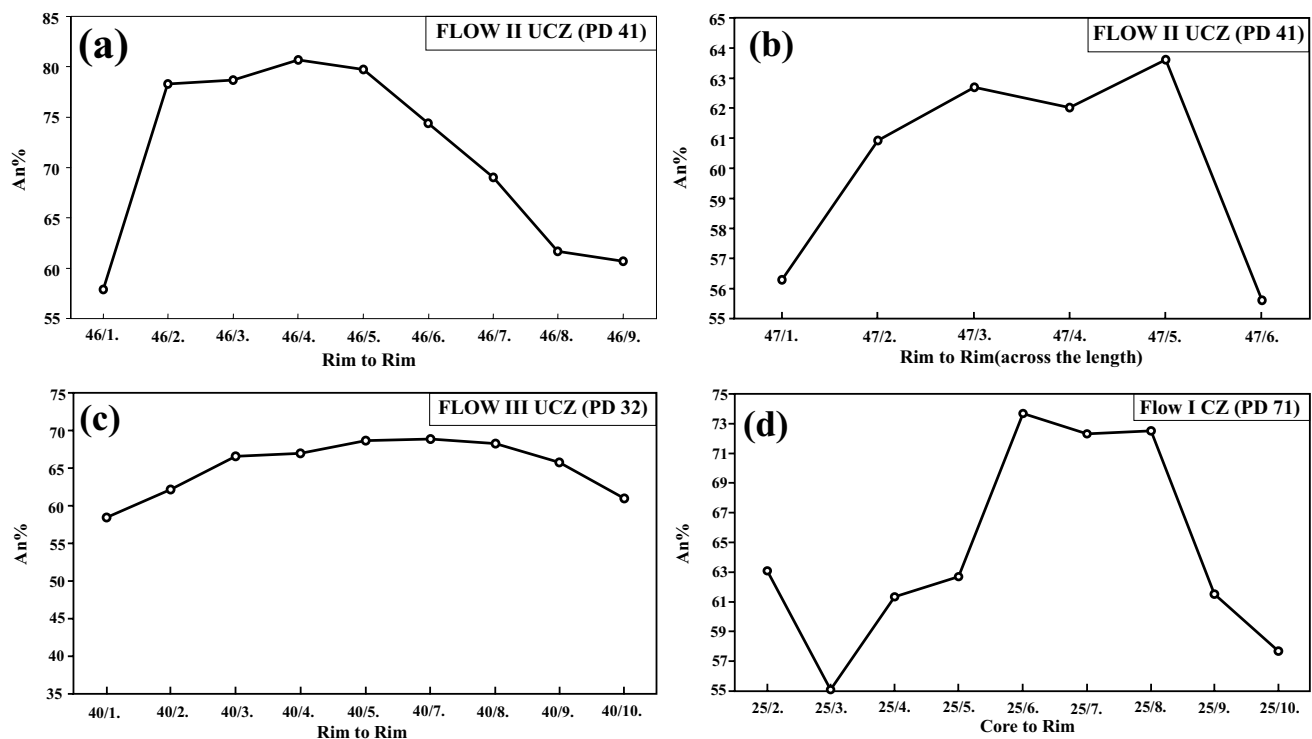 (a)
FLOW II UCZ (PD 41)
85
80
75
70
65
60
55
An%
46/1. 46/2. 46/3. 46/4. 46/5. 46/6. 46/7. 46/8. 46/9.
Rim to Rim
(b)
FLOW II UCZ (PD 41)
65
64
63
62
61
60
59
58
57
56
55
An%
47/1. 47/2. 47/3. 47/4. 47/5. 47/6.
Rim to Rim(across the length)
(c)
FLOW III UCZ (PD 32)
75
70
65
60
55
50
45
40
35
An%
40/1. 40/2. 40/3. 40/4. 40/5. 40/7. 40/8. 40/9. 40/10.
Rim to Rim
(d)
Flow I CZ (PD 71)
75
73
71
67
65
63
61
59
57
55
An%
25/2. 25/3. 25/4. 25/5. 25/6. 25/7. 25/8. 25/9. 25/10.
Core to Rim